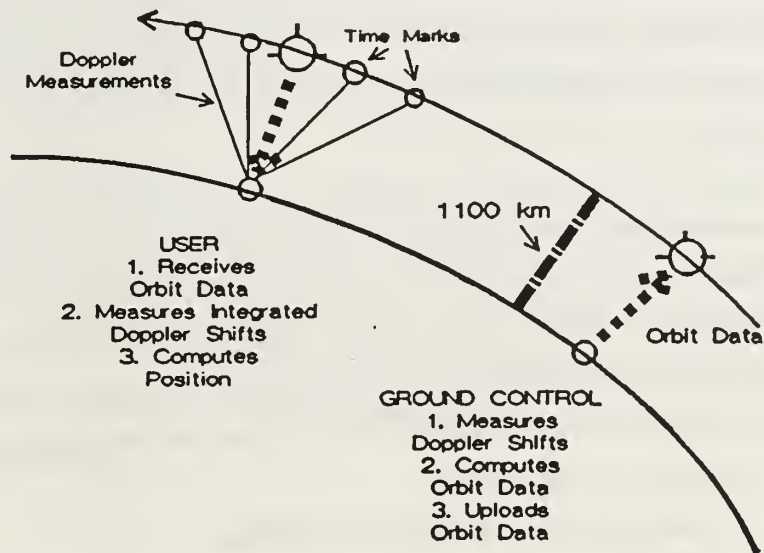 Time Marks
Doppler
Measurements
1100 km
USER
1. Receives
Orbit Data
2. Measures Integrated
Doppler Shifts
3. Computes
Position
Orbit Data
GROUND CONTROL
1. Measures
Doppler Shifts
2. Computes
Orbit Data
3. Uploads
Orbit Data